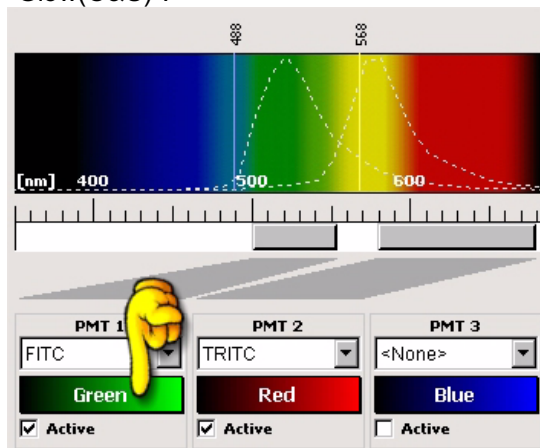 488 568
[nm] 400 500 600
PMT 1 PMT 2 PMT 3
FITC TRITC <None>
Green Red Blue
Active Active Active